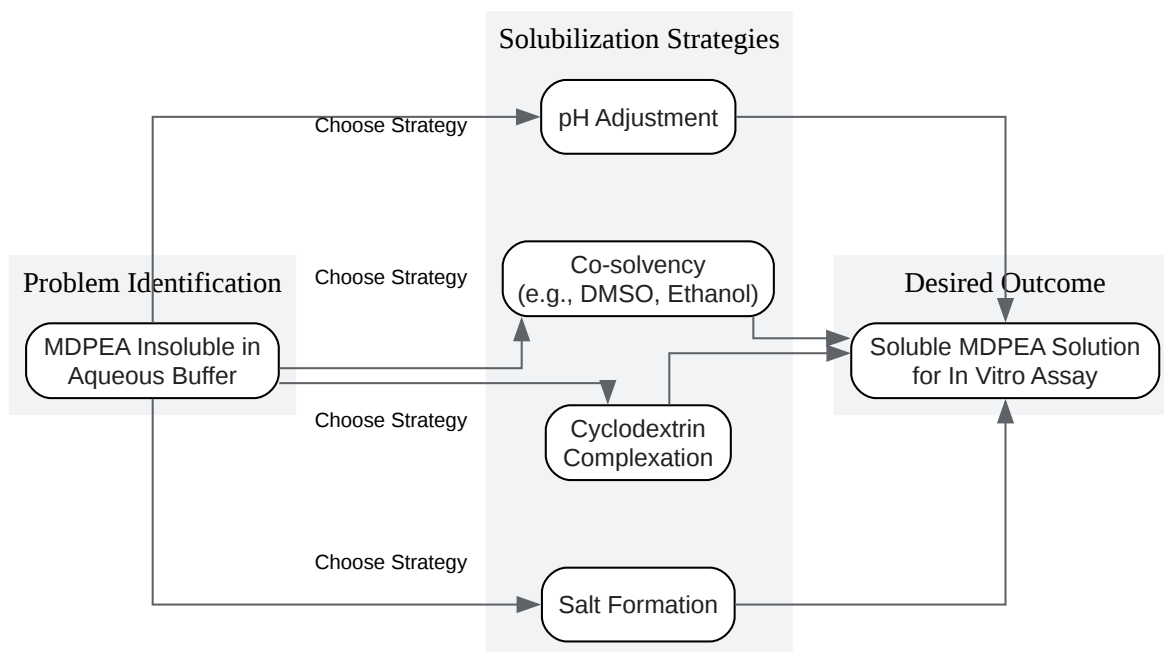 Solubilization Strategies
pH Adjustment
Choose Strategy
Problem Identification
Choose Strategy
Co-solvency
(e.g., DMSO, Ethanol)
Desired Outcome
MDPEA Insoluble in
Aqueous Buffer
Soluble MDPEA Solution
for In Vitro Assay
Choose Strategy
Cyclodextrin
Complexation
Choose Strategy
Salt Formation